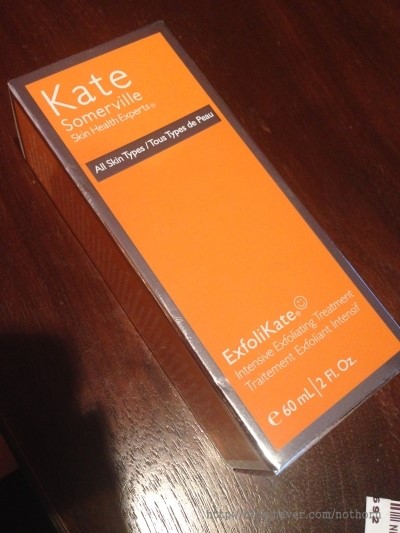 Kate
Somerville
Skin Health Experts®
All Skin Types / Tous Types de Peau
ExfoliKate®
Intensive Exfoliating Treatment
Traitement Exfoliant Intensif
℮ 60 mL | 2 Fl. Oz.